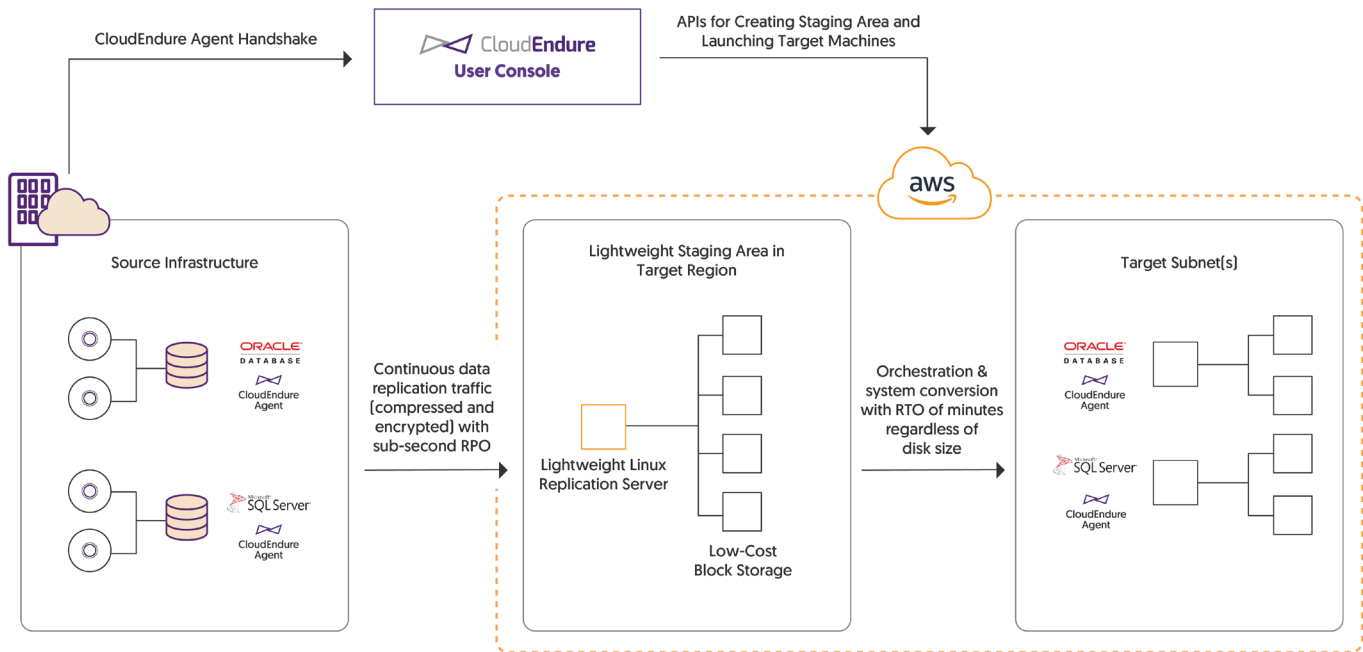 CloudEndure Agent Handshake
CloudEndure
User Console
APIs for Creating Staging Area and
Launching Target Machines
aws
Source Infrastructure
ORACLE
DATABASE
CloudEndure
Agent
Microsoft
SQL Server
CloudEndure
Agent
Continuous data
replication traffic
(compressed and
encrypted) with
sub-second RPO
Lightweight Staging Area in
Target Region
Lightweight Linux
Replication Server
Low-Cost
Block Storage
Orchestration &
system conversion
with RTO of minutes
regardless of
disk size
Target Subnet(s)
ORACLE
DATABASE
CloudEndure
Agent
Microsoft
SQL Server
CloudEndure
Agent